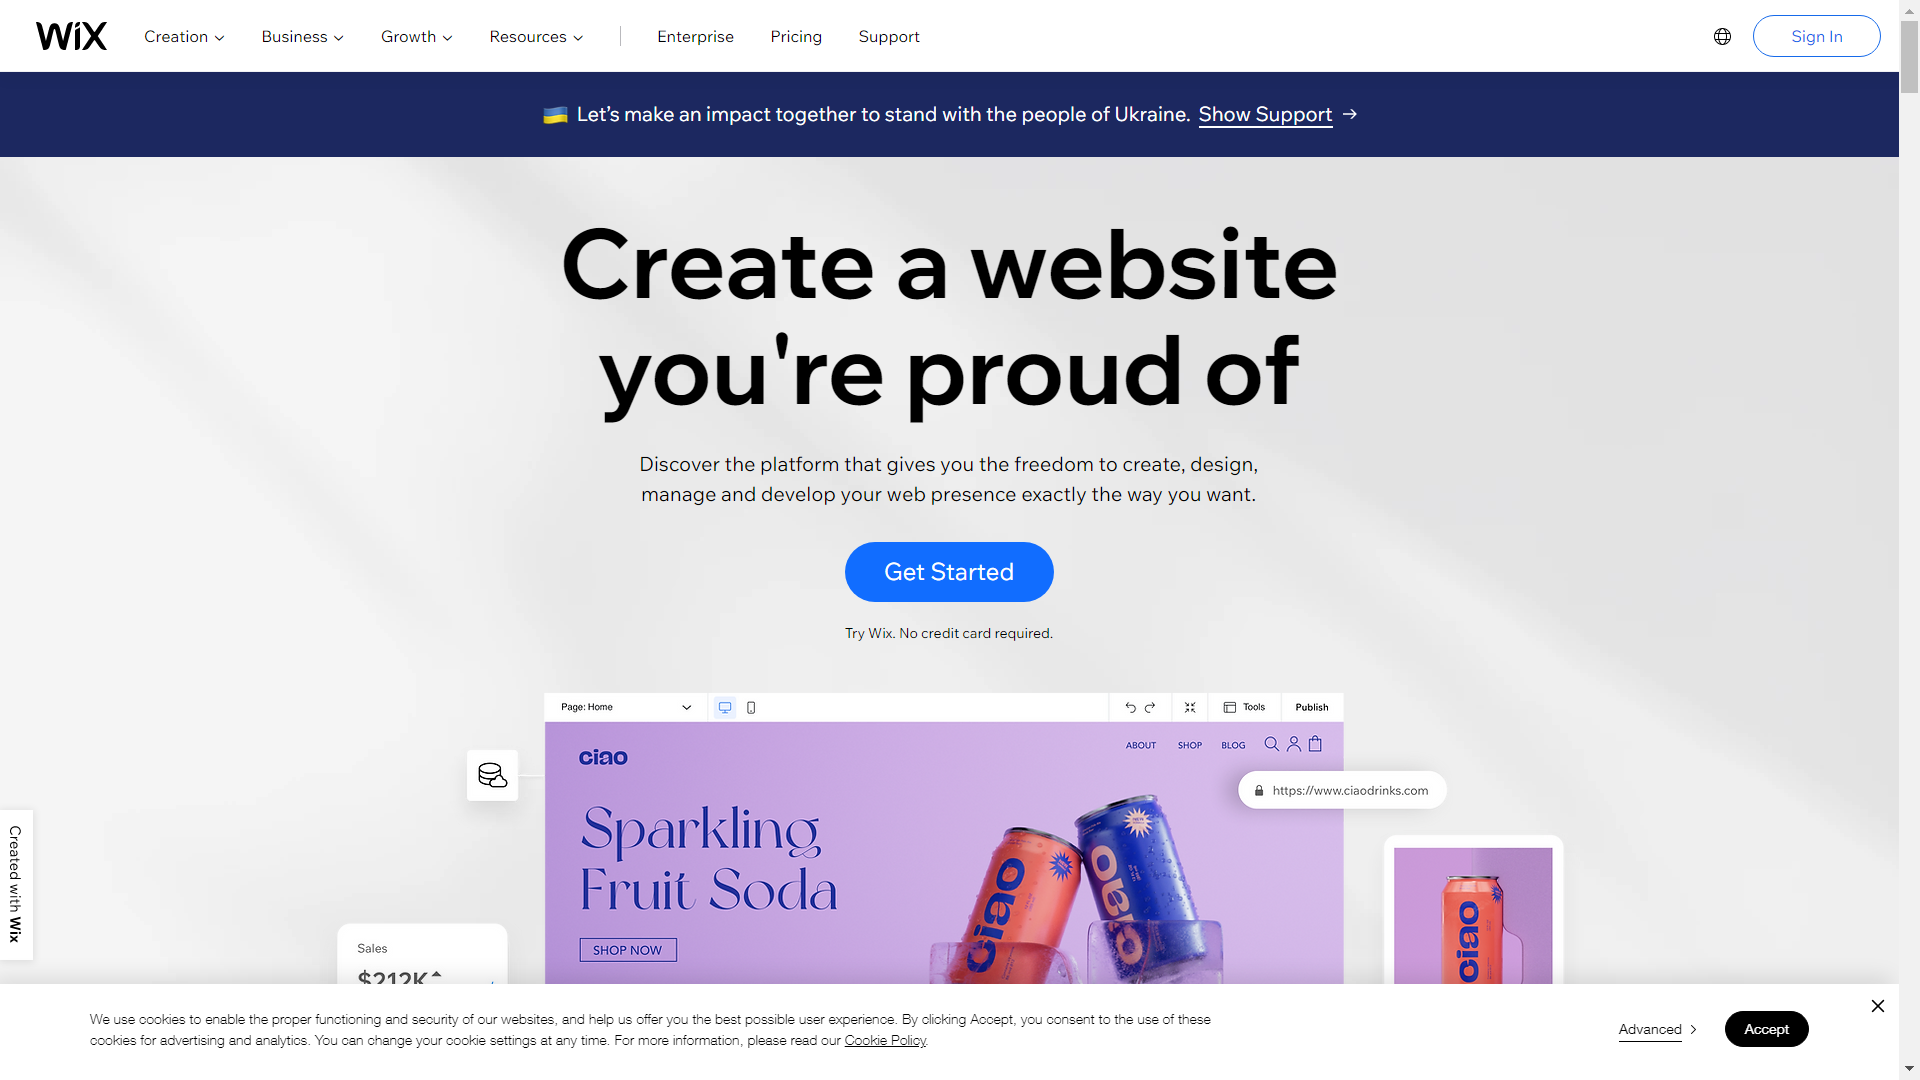 WiX Creation Business Growth Resources Enterprise Pricing Support Sign In
Let's make an impact together to stand with the people of Ukraine. Show Support →
Create a website
you're proud of
Discover the platform that gives you the freedom to create, design,
manage and develop your web presence exactly the way you want.
Get Started
Try Wix. No credit card required.
Page: Home Tools Publish
ciao ABOUT SHOP BLOG
https://www.ciaodrinks.com
Sparkling
Fruit Soda
SHOP NOW
ciao
ciao
ciao
Created with Wix
Sales
$212K
We use cookies to enable the proper functioning and security of our websites, and help us offer you the best possible user experience. By clicking Accept, you consent to the use of these
cookies for advertising and analytics. You can change your cookie settings at any time. For more information, please read our Cookie Policy.
Advanced
Accept